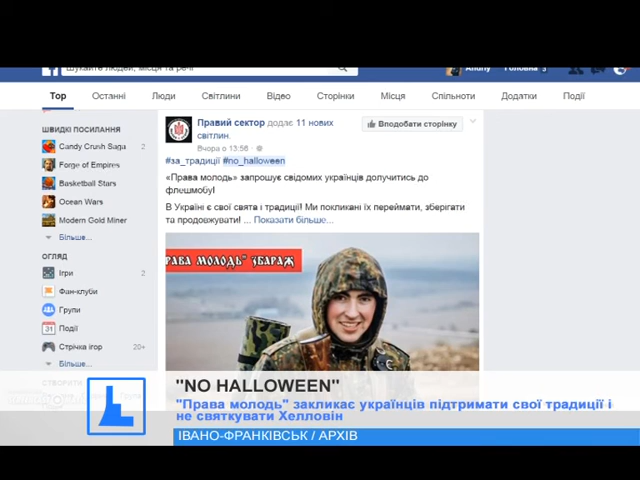 Шукайте людей, місця та речі
Andriy Головна 5
Top Останні Люди Світлини Відео Сторінки Місця Спільноти Додатки Події
ШВИДКІ ПОСИЛАННЯ
Candy Crush Saga 2
Forge of Empires
Basketball Stars
Ocean Wars
Modern Gold Miner
Більше...
ОГЛЯД
Ігри 2
Фан-клуби
Групи
31 Події
Стрічка ігор 20+
Більше...
СТВОРИТИ
Правий сектор додає 11 нових
світлин.
Вчора о 13:56
Вподобати сторінку
#за_традиції #no_halloween
«Права молодь» запрошує свідомих українців долучитись до
флешмобу!
В Україні є свої свята і традиції! Ми покликані їх переймати, зберігати
та продовжувати! ... Показати більше...
РАВА МОЛОДЬ" ЗБАРАЖ
"NO HALLOWEEN"
"Права молодь" закликає українців підтримати свої традиції і
не святкувати Хелловін
ІВАНО-ФРАНКІВСЬК / АРХІВ